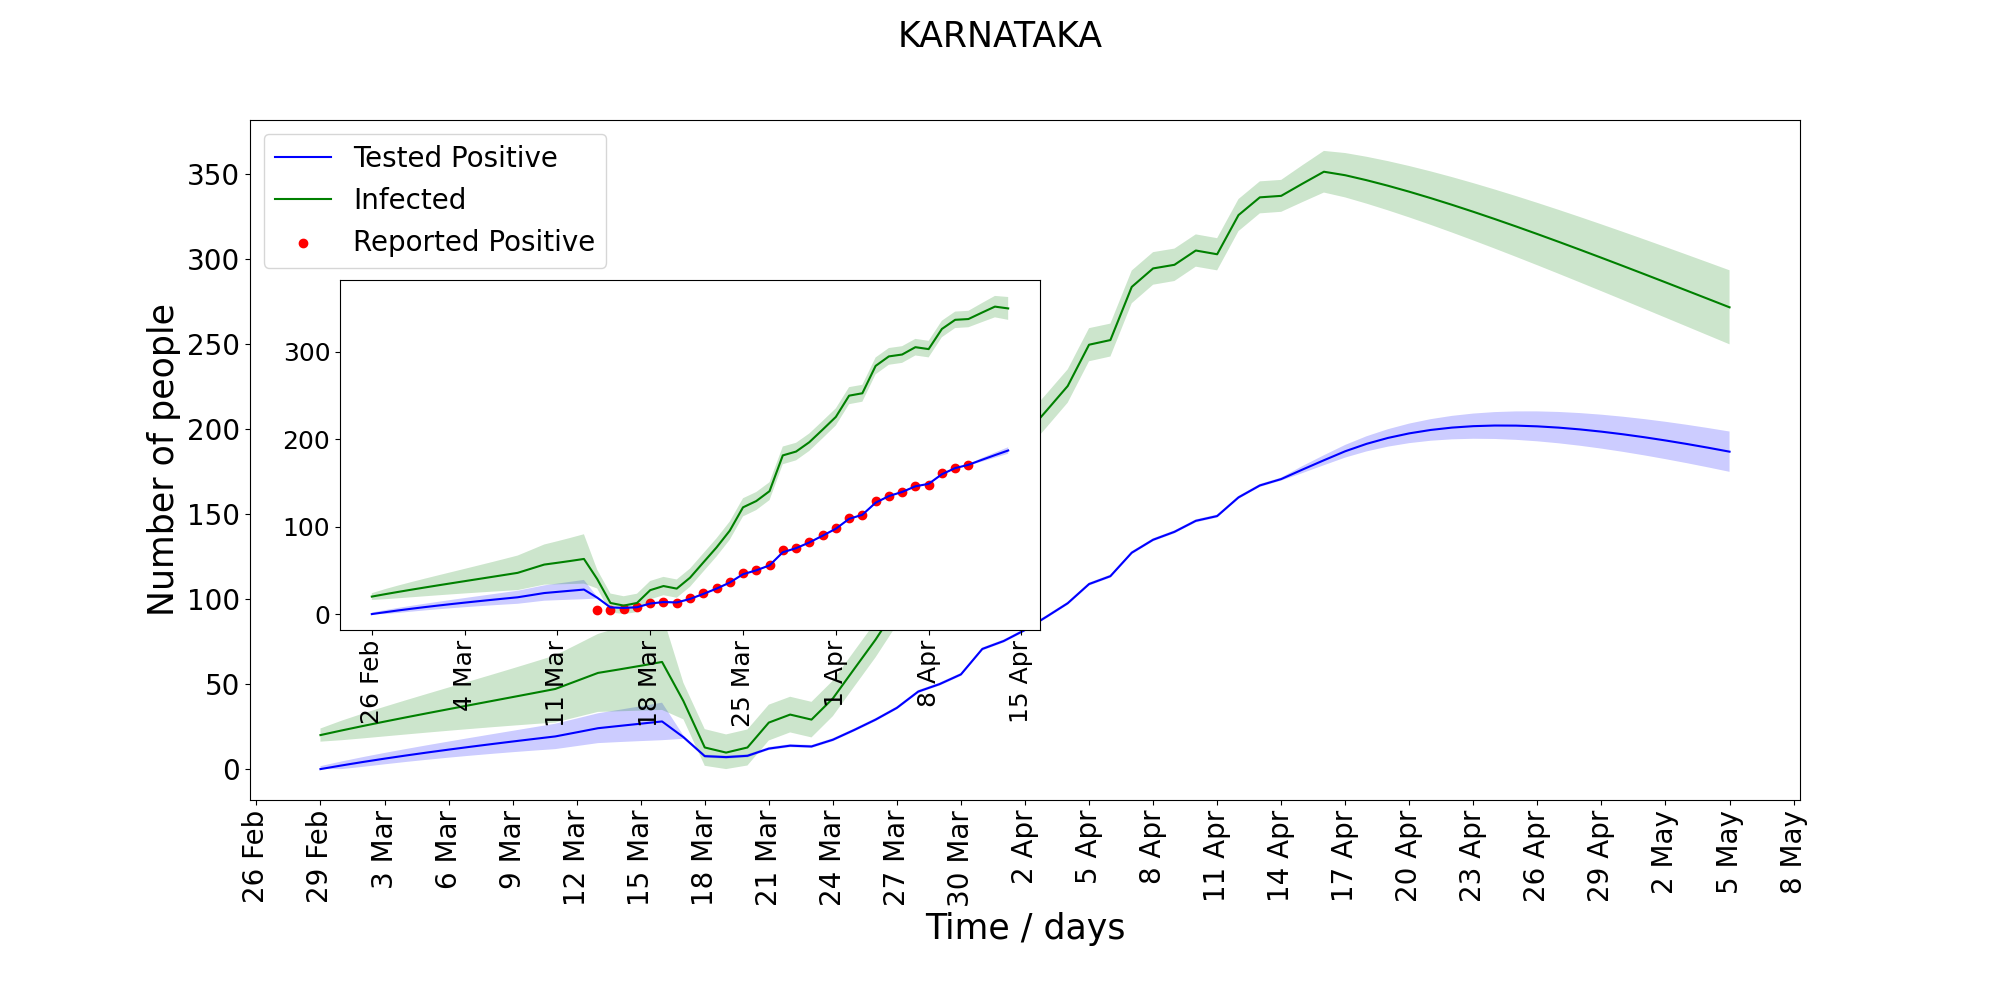 KARNATAKA
Tested Positive
Infected
Reported Positive
Number of people
350
300
250
200
150
100
50
0
300
200
100
0
26 Feb
4 Mar
11 Mar
18 Mar
25 Mar
1 Apr
8 Apr
15 Apr
26 Feb
29 Feb
3 Mar
6 Mar
9 Mar
12 Mar
15 Mar
18 Mar
21 Mar
24 Mar
27 Mar
30 Mar
2 Apr
5 Apr
8 Apr
11 Apr
14 Apr
17 Apr
20 Apr
23 Apr
26 Apr
29 Apr
2 May
5 May
8 May
Time / days